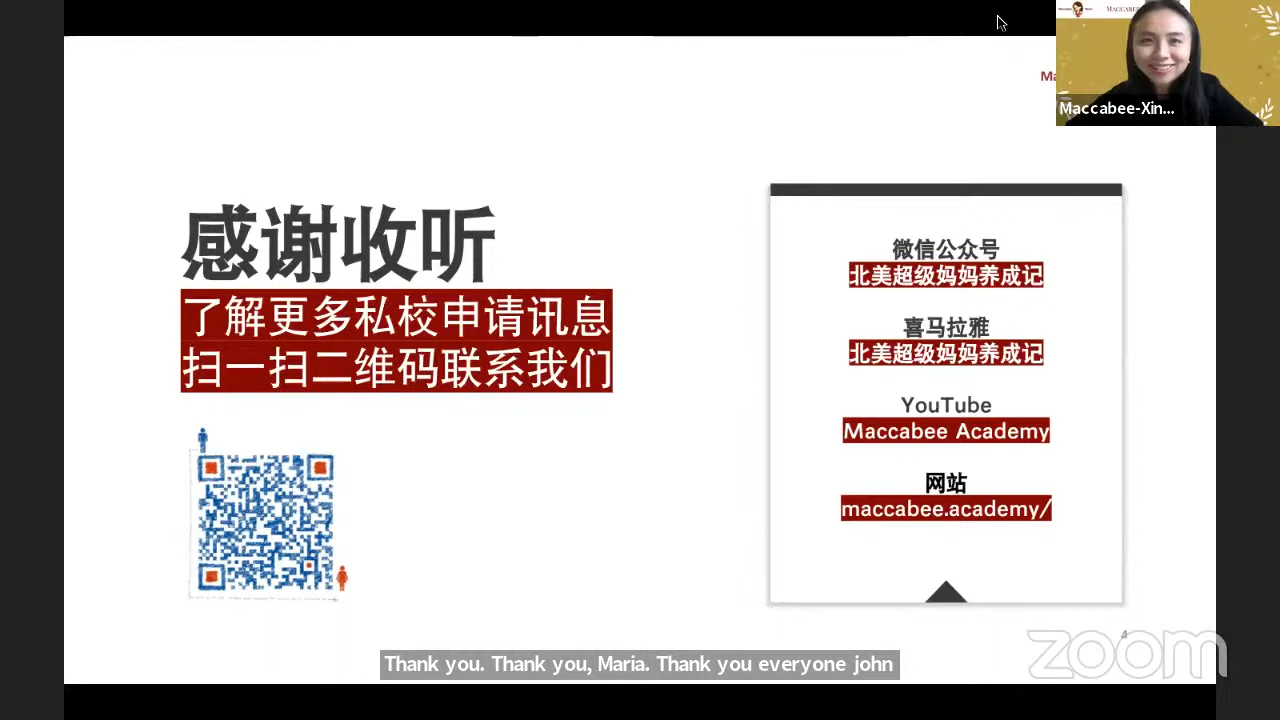 Ma
MACCABE
Maccabee-Xin...
感谢收听
了解更多私校申请讯息
扫一扫二维码联系我们
微信公众号
北美超级妈妈养成记
喜马拉雅
北美超级妈妈养成记
YouTube
Maccabee Academy
网站
maccabee.academy/
4
zoom
Thank you. Thank you, Maria. Thank you everyone john